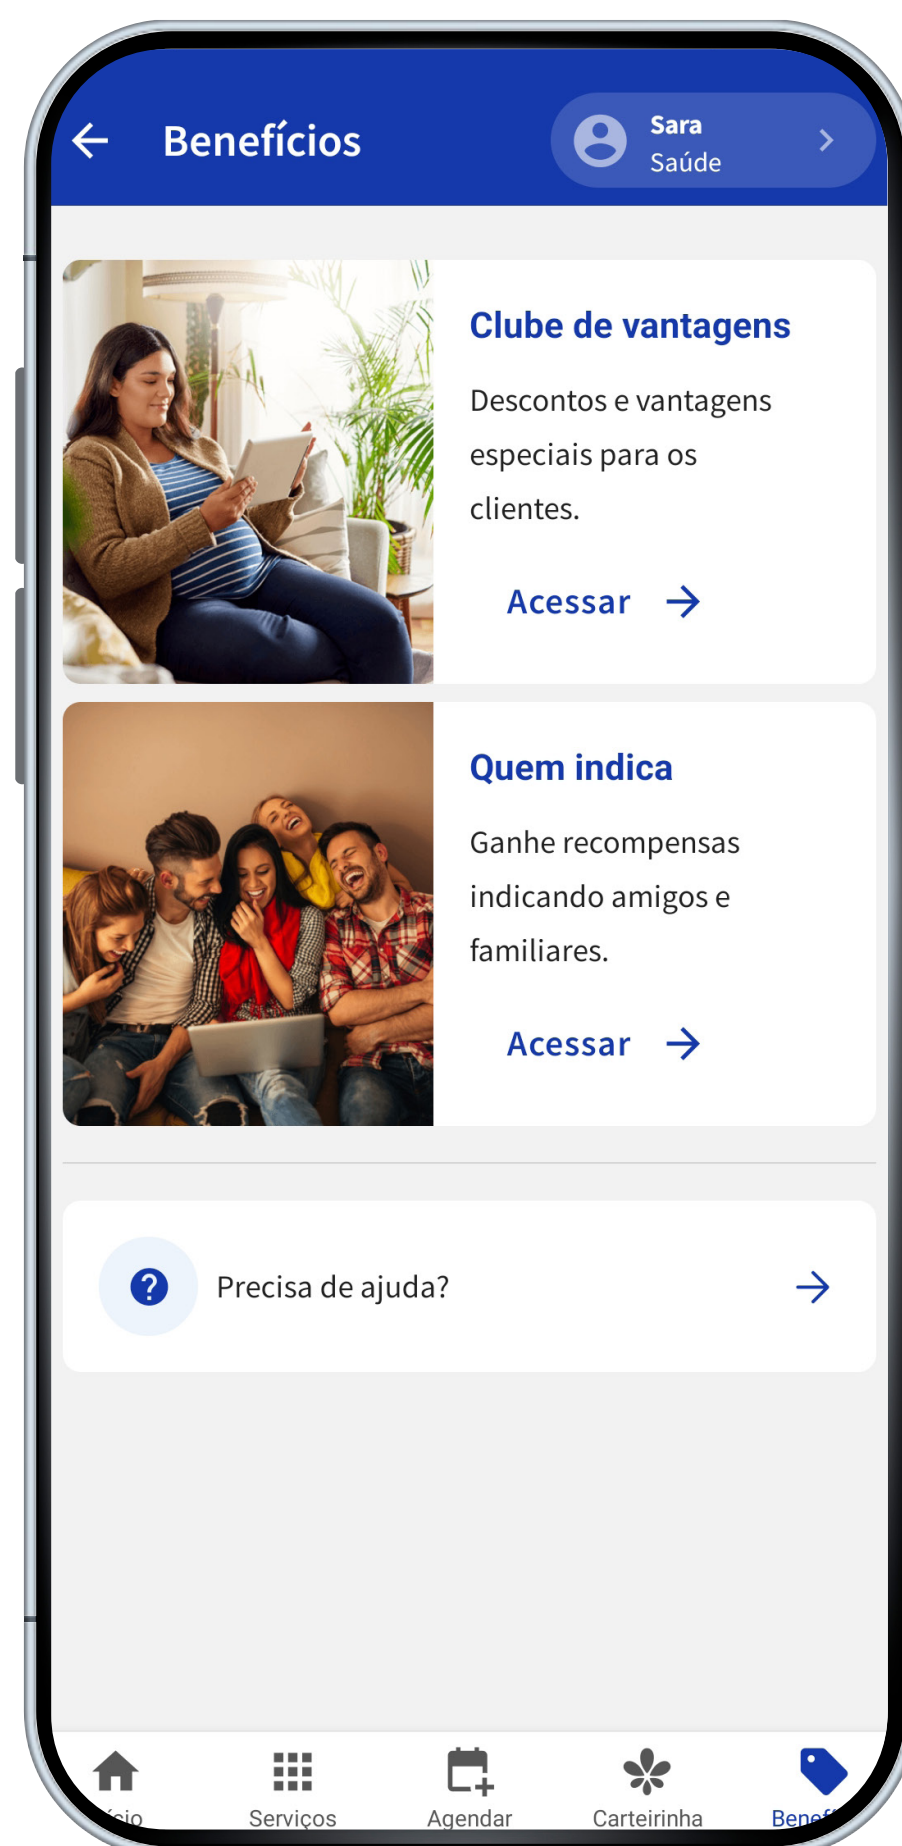 Benefícios
Sara
Saúde
Clube de vantagens
Descontos e vantagens
especiais para os
clientes.
Acessar
Quem indica
Ganhe recompensas
indicando amigos e
familiares.
Acessar
Precisa de ajuda?
Serviços
Agendar
Carteirinha